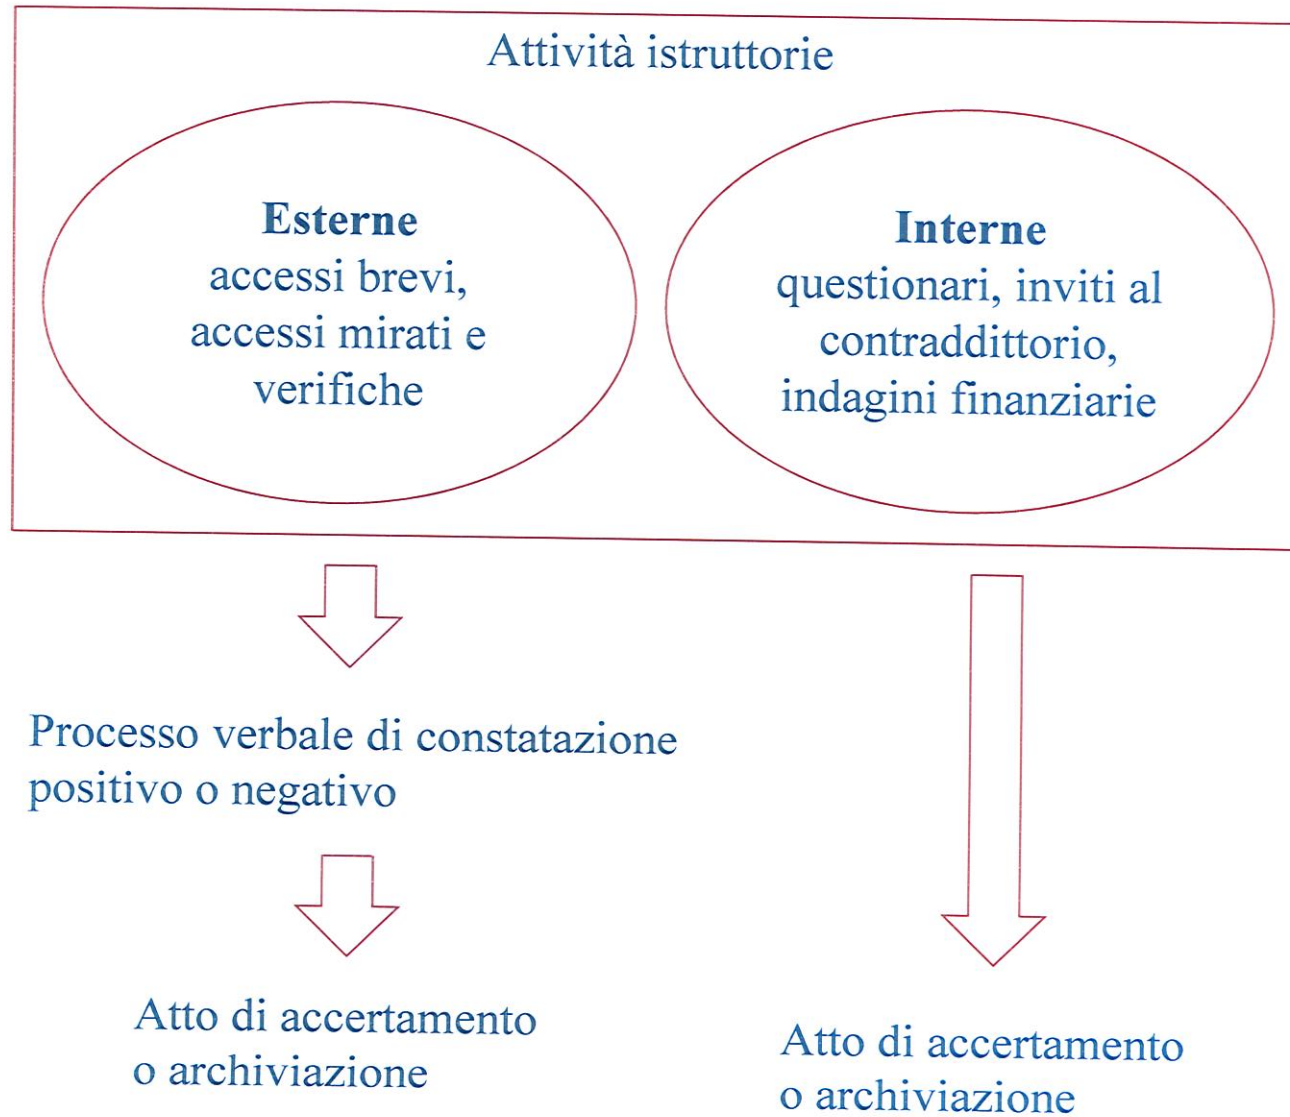 Attività istruttorie
Esterne
accessi brevi,
accessi mirati e
verifiche
Interne
questionari, inviti al
contraddittorio,
indagini finanziarie
Processo verbale di constatazione
positivo o negativo
Atto di accertamento
o archiviazione
Atto di accertamento
o archiviazione